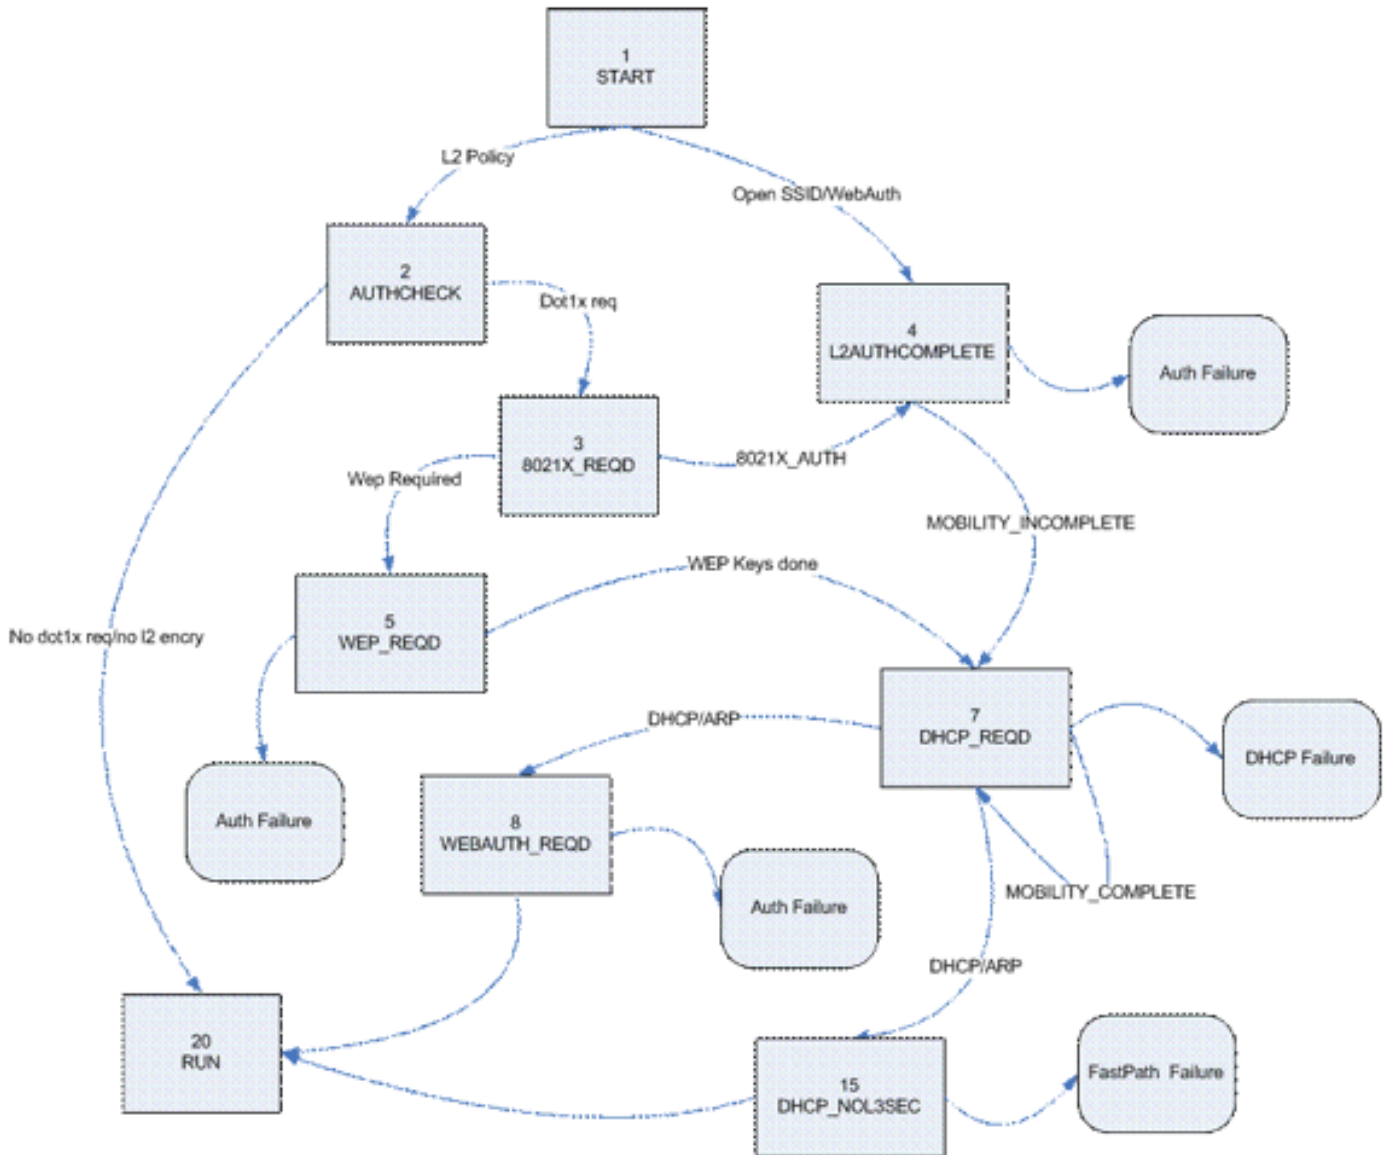 1
START
L2 Policy
Open SSID/WebAuth
2
AUTHCHECK
Dot1x req
4
L2AUTHCOMPLETE
Auth Failure
3
8021X_REQD
8021X_AUTH
Wep Required
MOBILITY_INCOMPLETE
WEP Keys done
5
WEP_REQD
No dot1x req/no l2 encry
7
DHCP_REQD
DHCP/ARP
DHCP Failure
Auth Failure
8
WEBAUTH_REQD
MOBILITY_COMPLETE
Auth Failure
DHCP/ARP
20
RUN
15
DHCP_NOL3SEC
FastPath Failure